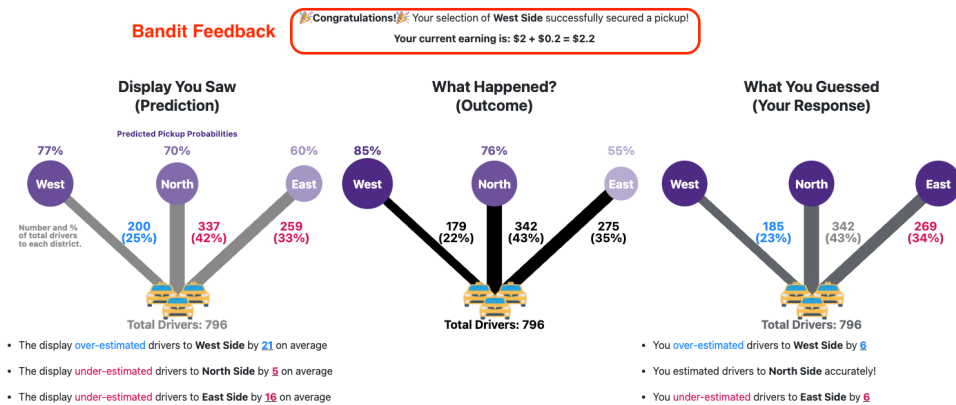 🎉Congratulations!🎉 Your selection of West Side successfully secured a pickup!
Bandit Feedback
Your current earning is: $2 + $0.2 = $2.2
Display You Saw
(Prediction)
Predicted Pickup Probabilities
77%
70%
60%
West
North
East
Number and %
of total drivers
to each district.
200
(25%)
337
(42%)
259
(33%)
Total Drivers: 796
The display over-estimated drivers to West Side by 21 on average
The display under-estimated drivers to North Side by 5 on average
The display under-estimated drivers to East Side by 16 on average
What Happened?
(Outcome)
85%
76%
55%
West
North
East
179
(22%)
342
(43%)
275
(35%)
Total Drivers: 796
What You Guessed
(Your Response)
West
North
East
185
(23%)
342
(43%)
269
(34%)
Total Drivers: 796
You over-estimated drivers to West Side by 6
You estimated drivers to North Side accurately!
You under-estimated drivers to East Side by 6